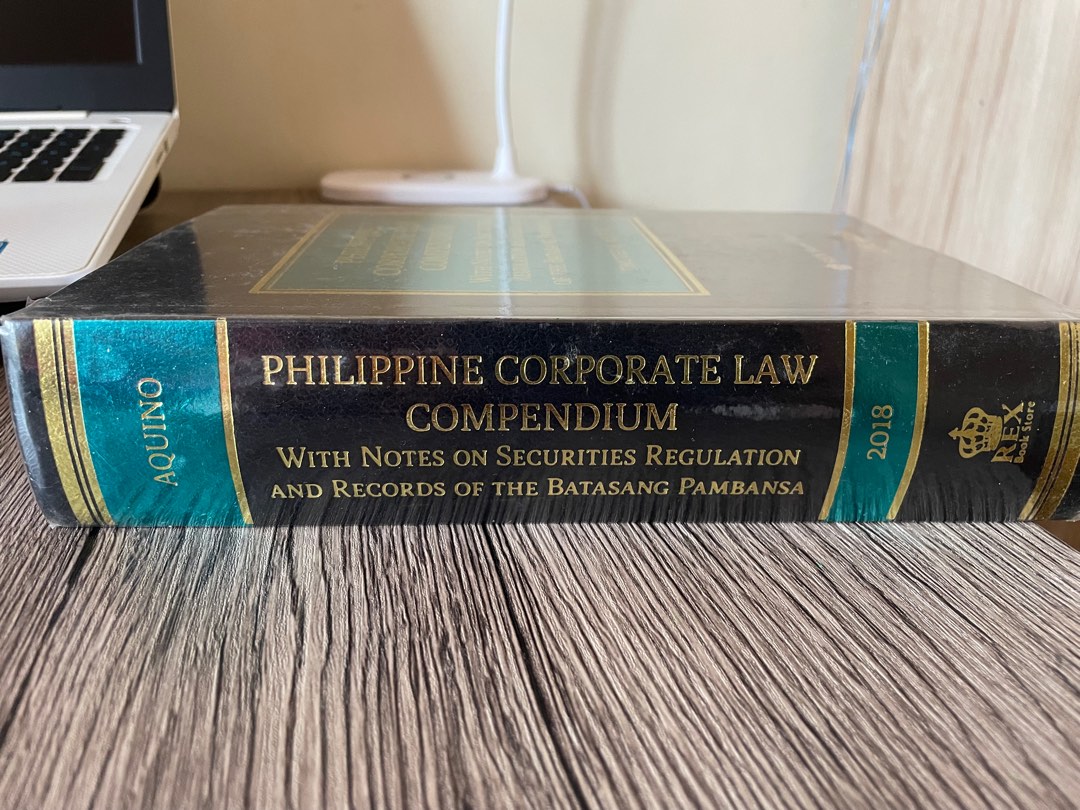 AQUINO
PHILIPPINE CORPORATE LAW
COMPENDIUM
WITH NOTES ON SECURITIES REGULATION
AND RECORDS OF THE BATASANG PAMBANSA
2018
REX
Book Store